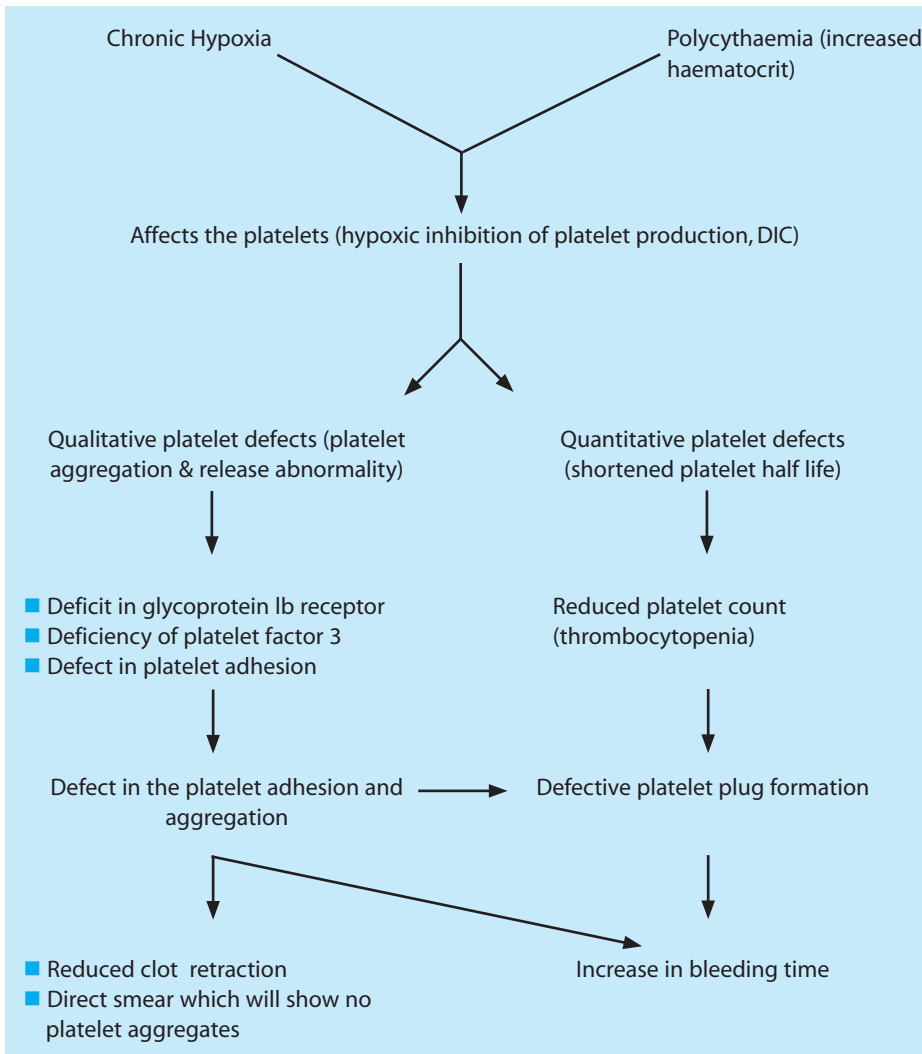 Chronic Hypoxia
Polycythaemia (increased
haematocrit)
Affects the platelets (hypoxic inhibition of platelet production, DIC)
Qualitative platelet defects (platelet
aggregation & release abnormality)
Quantitative platelet defects
(shortened platelet half life)
Deficit in glycoprotein lb receptor
Deficiency of platelet factor 3
Defect in platelet adhesion
Reduced platelet count
(thrombocytopenia)
Defect in the platelet adhesion and
aggregation
Defective platelet plug formation
Reduced clot retraction
Direct smear which will show no
platelet aggregates
Increase in bleeding time